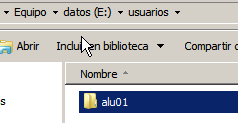 Equipo ▸ datos (E:) ▸ usuarios ▸
Abrir Incluir en biblioteca ▼ Compartir c
Nombre
s alu01